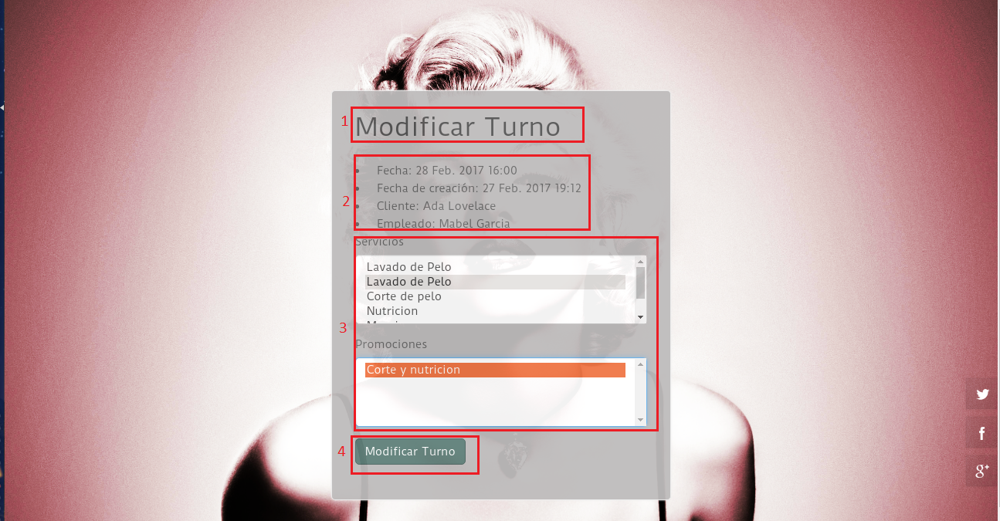 1 Modificar Turno
2
Fecha: 28 Feb. 2017 16:00
Fecha de creación: 27 Feb. 2017 19:12
Cliente: Ada Lovelace
Empleado: Mabel Garcia
3
Servicios
Lavado de Pelo
Lavado de Pelo
Corte de pelo
Nutricion
Promociones
Corte y nutricion
4 Modificar Turno